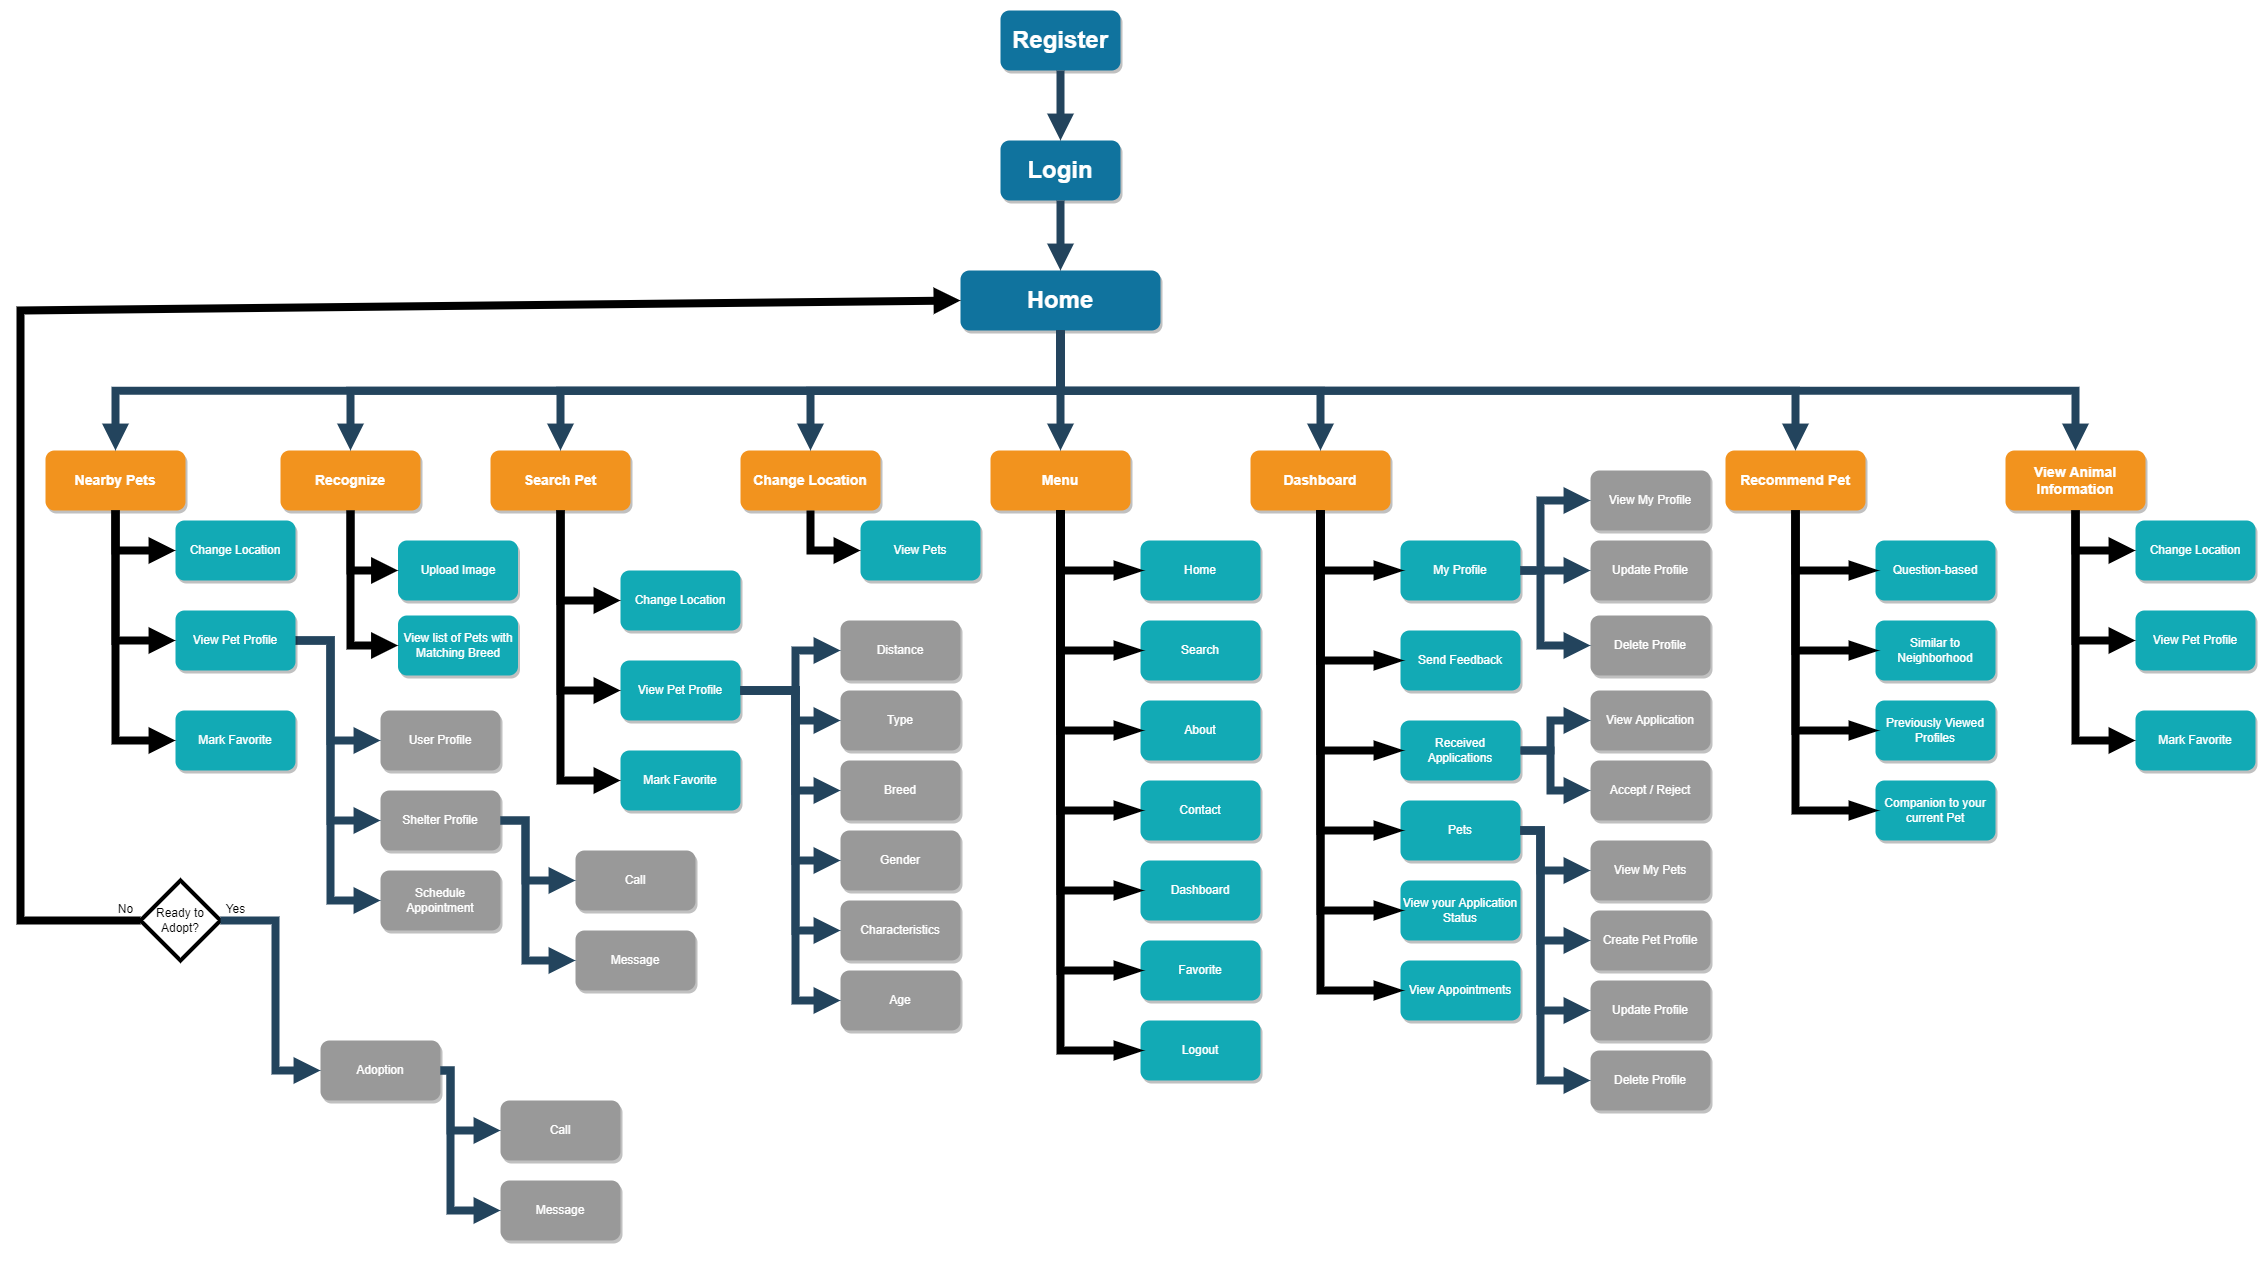 Register
Login
Home
Nearby Pets
Change Location
View Pet Profile
Mark Favorite
User Profile
Shelter Profile
Schedule
Appointment
Call
Message
No
Ready to
Adopt?
Yes
Adoption
Call
Message
Recognize
Upload Image
View list of Pets with
Matching Breed
Search Pet
Change Location
View Pet Profile
Mark Favorite
Distance
Type
Breed
Gender
Characteristics
Age
Change Location
View Pets
Menu
Home
Search
About
Contact
Dashboard
Favorite
Logout
Dashboard
My Profile
View My Profile
Update Profile
Delete Profile
Send Feedback
Received
Applications
View Application
Accept / Reject
Pets
View My Pets
Create Pet Profile
Update Profile
Delete Profile
View your Application
Status
View Appointments
Recommend Pet
Question-based
Similar to
Neighborhood
Previously Viewed
Profiles
Companion to your
current Pet
View Animal
Information
Change Location
View Pet Profile
Mark Favorite